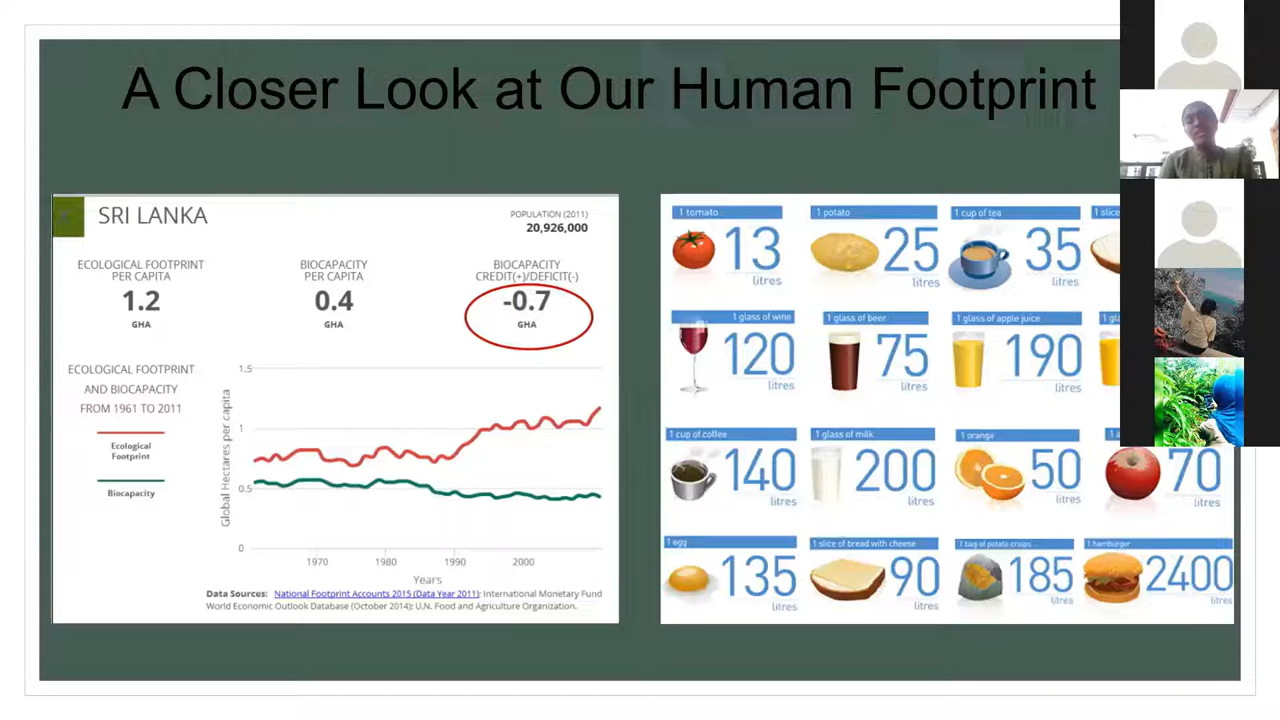 A Closer Look at Our Human Footprint
SRI LANKA
POPULATION (2011)
20,926,000
ECOLOGICAL FOOTPRINT
PER CAPITA
1.2
GHA
BIOCAPACITY
PER CAPITA
0.4
GHA
BIOCAPACITY
CREDIT(+)/DEFICIT(-)
-0.7
GHA
ECOLOGICAL FOOTPRINT
AND BIOCAPACITY
FROM 1961 TO 2011
Ecological
Footprint
Biocapacity
Global Hectares per capita
1.5
1
0.5
0
1970
1980
1990
2000
Years
Data Sources: National Footprint Accounts 2015 (Data Year 2011); International Monetary Fund
World Economic Outlook Database (October 2014); U.N. Food and Agriculture Organization.
1 tomato
13
litres
1 potato
25
litres
1 cup of tea
35
litres
1 slice
1 glass of wine
120
litres
1 glass of beer
75
litres
1 glass of apple juice
190
litres
1 cup of coffee
140
litres
1 glass of milk
200
litres
1 orange
50
litres
70
litres
1 egg
135
litres
1 slice of bread with cheese
90
litres
1 bag of potato crisps
185
litres
1 hamburger
2400
litres